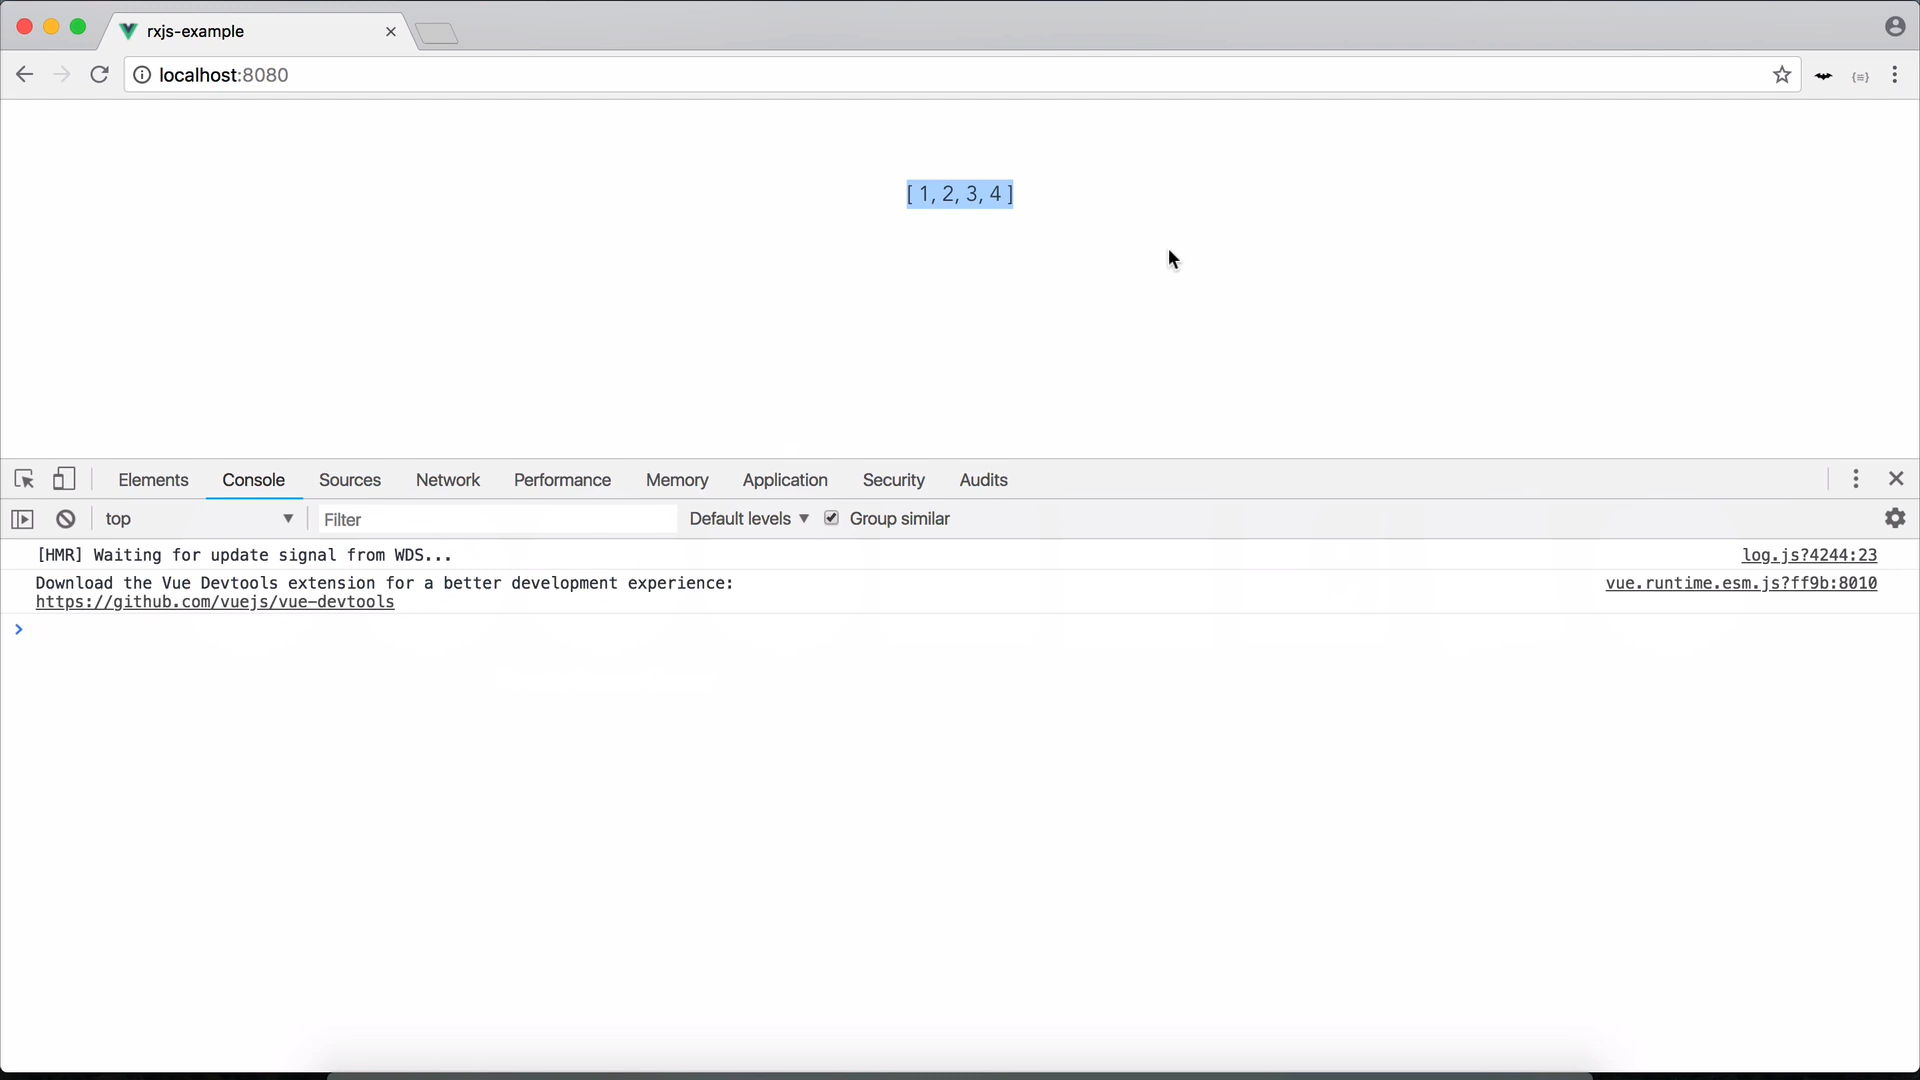 rxjs-example
localhost:8080
[ 1, 2, 3, 4 ]
Elements Console Sources Network Performance Memory Application Security Audits
top Filter Default levels Group similar
[HMR] Waiting for update signal from WDS... log.js?4244:23
Download the Vue Devtools extension for a better development experience: vue.runtime.esm.js?ff9b:8010
https://github.com/vuejs/vue-devtools